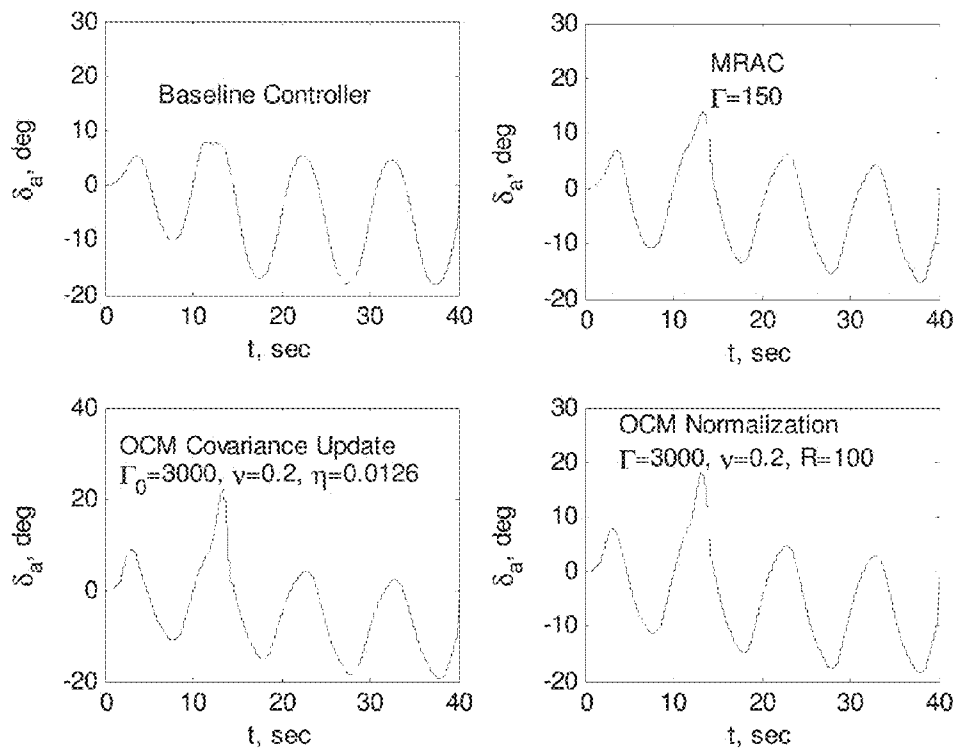 30
20
10
0
-10
-20
δa, deg
Baseline Controller
0 10 20 30 40
t, sec
30
20
10
0
-10
-20
δa, deg
MRAC
Γ=150
0 10 20 30 40
t, sec
40
20
0
-20
δa, deg
OCM Covariance Update
Γ0=3000, ν=0.2, η=0.0126
0 10 20 30 40
t, sec
30
20
10
0
-10
-20
δa, deg
OCM Normalization
Γ=3000, ν=0.2, R=100
0 10 20 30 40
t, sec